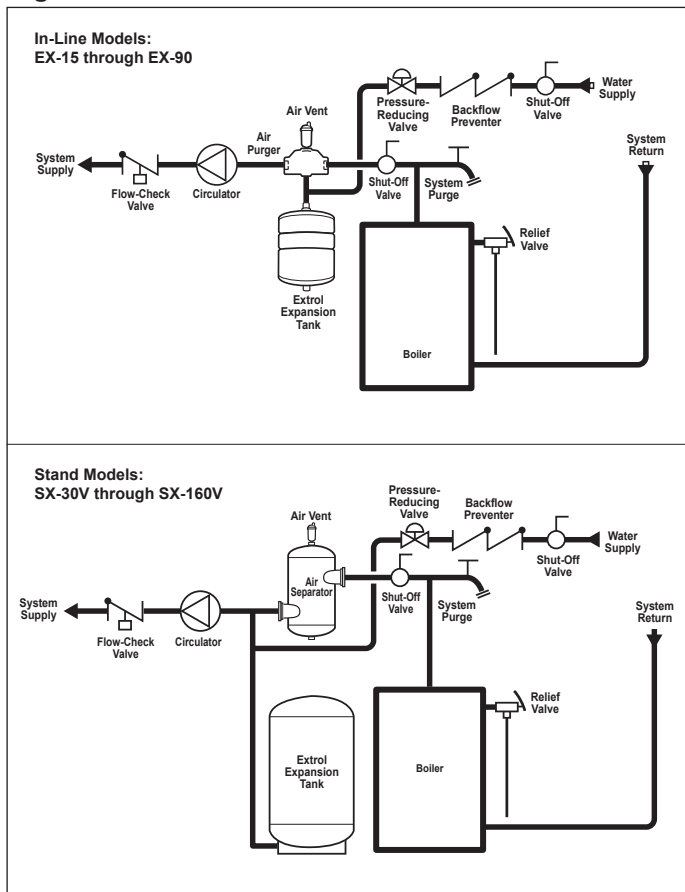 In-Line Models:
EX-15 through EX-90
Air Vent
Air
Purger
Pressure-
Reducing
Valve
Backflow
Preventer
Shut-Off
Valve
Water
Supply
System
Return
System
Supply
Flow-Check
Valve
Circulator
Shut-Off
Valve
System
Purge
Relief
Valve
Extrol
Expansion
Tank
Boiler
Stand Models:
SX-30V through SX-160V
Air Vent
Pressure-
Reducing
Valve
Backflow
Preventer
Shut-Off
Valve
Water
Supply
Air
Separator
System
Supply
Flow-Check
Valve
Circulator
Shut-Off
Valve
System
Purge
System
Return
Relief
Valve
Extrol
Expansion
Tank
Boiler